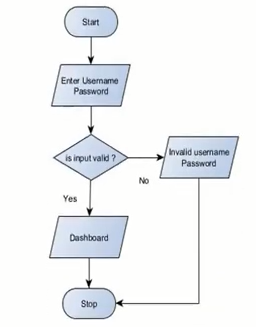 Start
Enter Username
Password
is input valid ?
Invalid username
Password
No
Yes
Dashboard
Stop